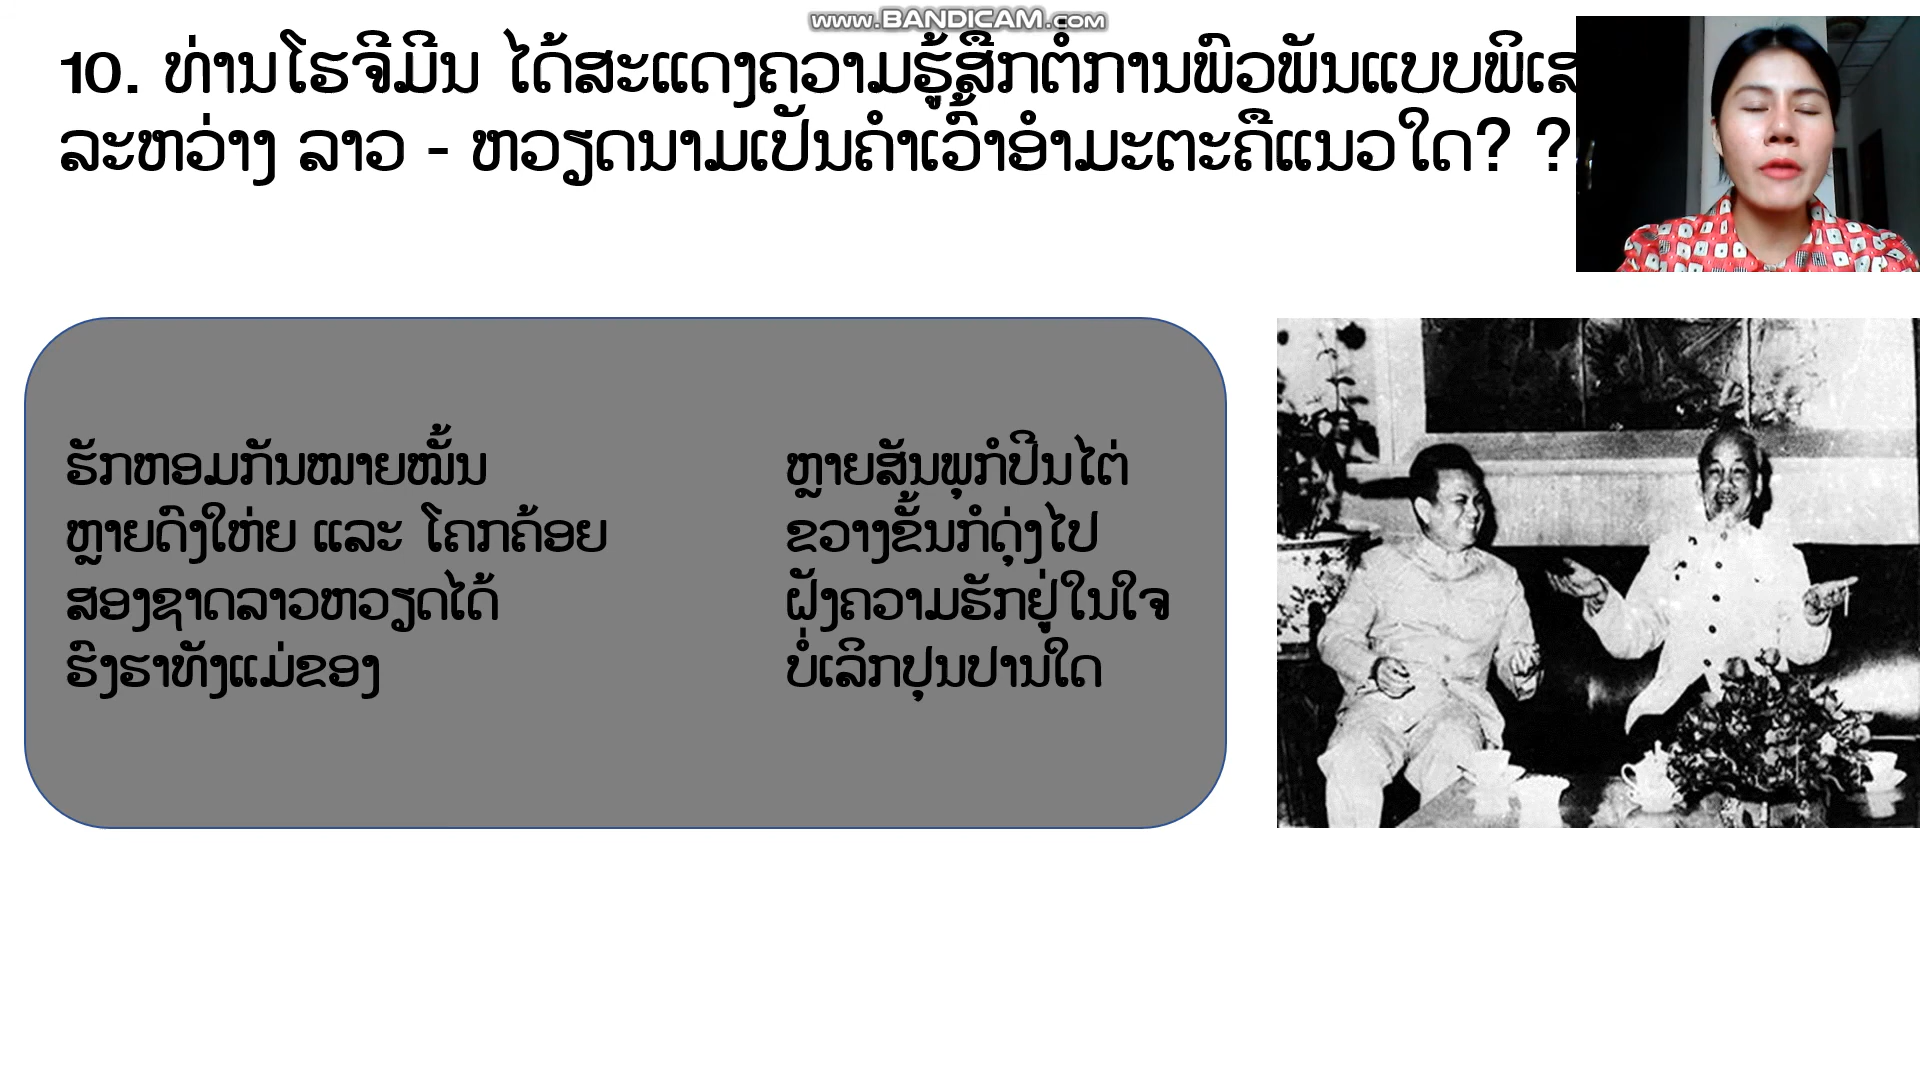 www.BANDICAM.com
10. ທ່ານໂຮຈີມີນ ໄດ້ສະແດງຄວາມຮູ້ສຶກຕໍ່ການພົວພັນແບບພິເສ
ລະຫວ່າງ ລາວ - ຫວຽດນາມເປັນຄຳເວົ້າອຳມະຕະຄືແນວໃດ? ?
ຮັກຫອມກັນໝາຍໝັ້ນ ຫຼາຍສັນພູກໍປີນໄຕ່
ຫຼາຍດົງໃຫ່ຍ ແລະ ໂຄກຄ້ອຍ ຂວາງຂັ້ນກໍດຸ່ງໄປ
ສອງຊາດລາວຫວຽດໄດ້ ຝັງຄວາມຮັກຢູ່ໃນໃຈ
ຮົງຮາທັງແມ່ຂອງ ບໍ່ເລິກປຸນປານໃດ